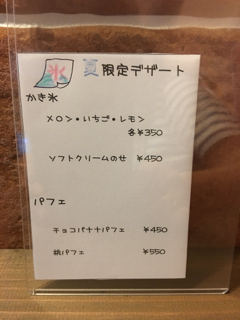 氷 夏限定デザート
かき氷
メロン・いちご・レモン
各¥350
ソフトクリームのせ ¥450
パフェ
チョコバナナパフェ ¥450
桃パフェ ¥550